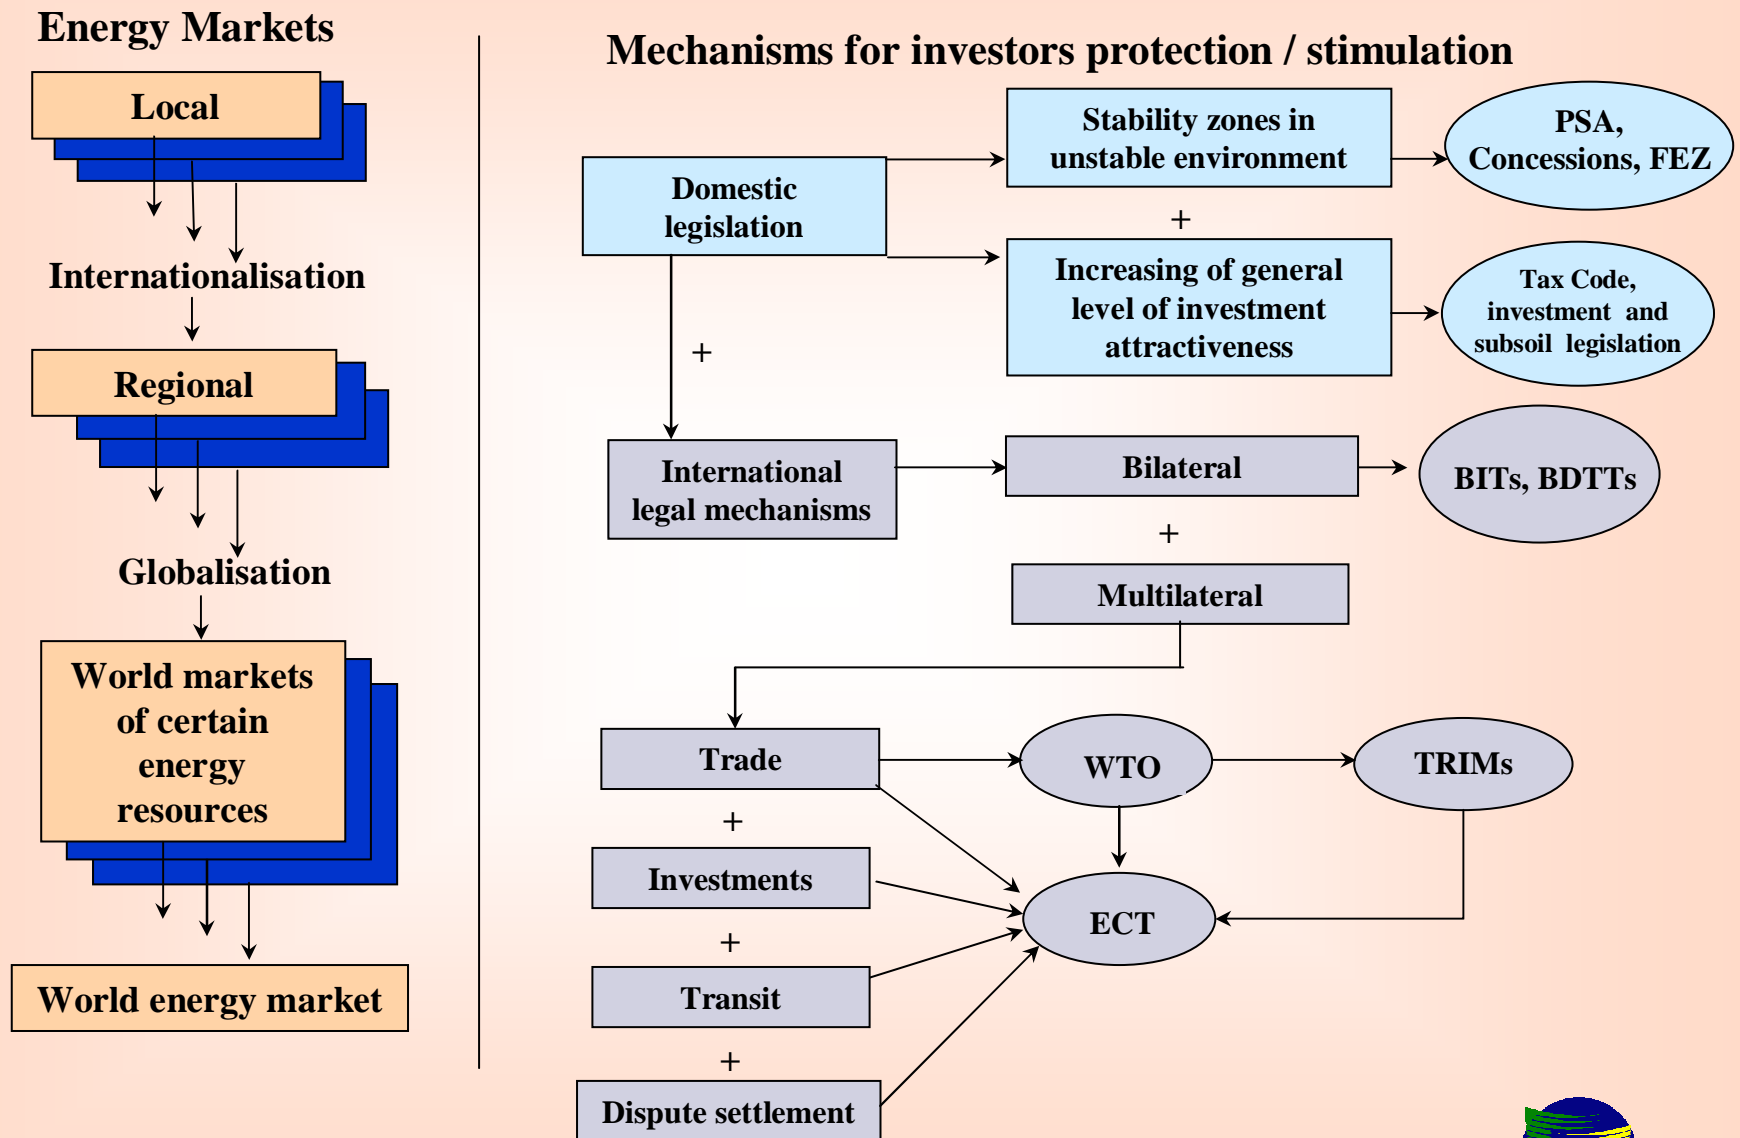 Energy Markets
Local
Internationalisation
Regional
Globalisation
World markets
of certain
energy
resources
World energy market
Mechanisms for investors protection / stimulation
Domestic
legislation
Stability zones in
unstable environment
PSA,
Concessions, FEZ
+
Increasing of general
level of investment
attractiveness
Tax Code,
investment and
subsoil legislation
+
International
legal mechanisms
Bilateral
BITs, BDTTs
+
Multilateral
Trade
WTO
TRIMs
+
Investments
ECT
+
Transit
+
Dispute settlement